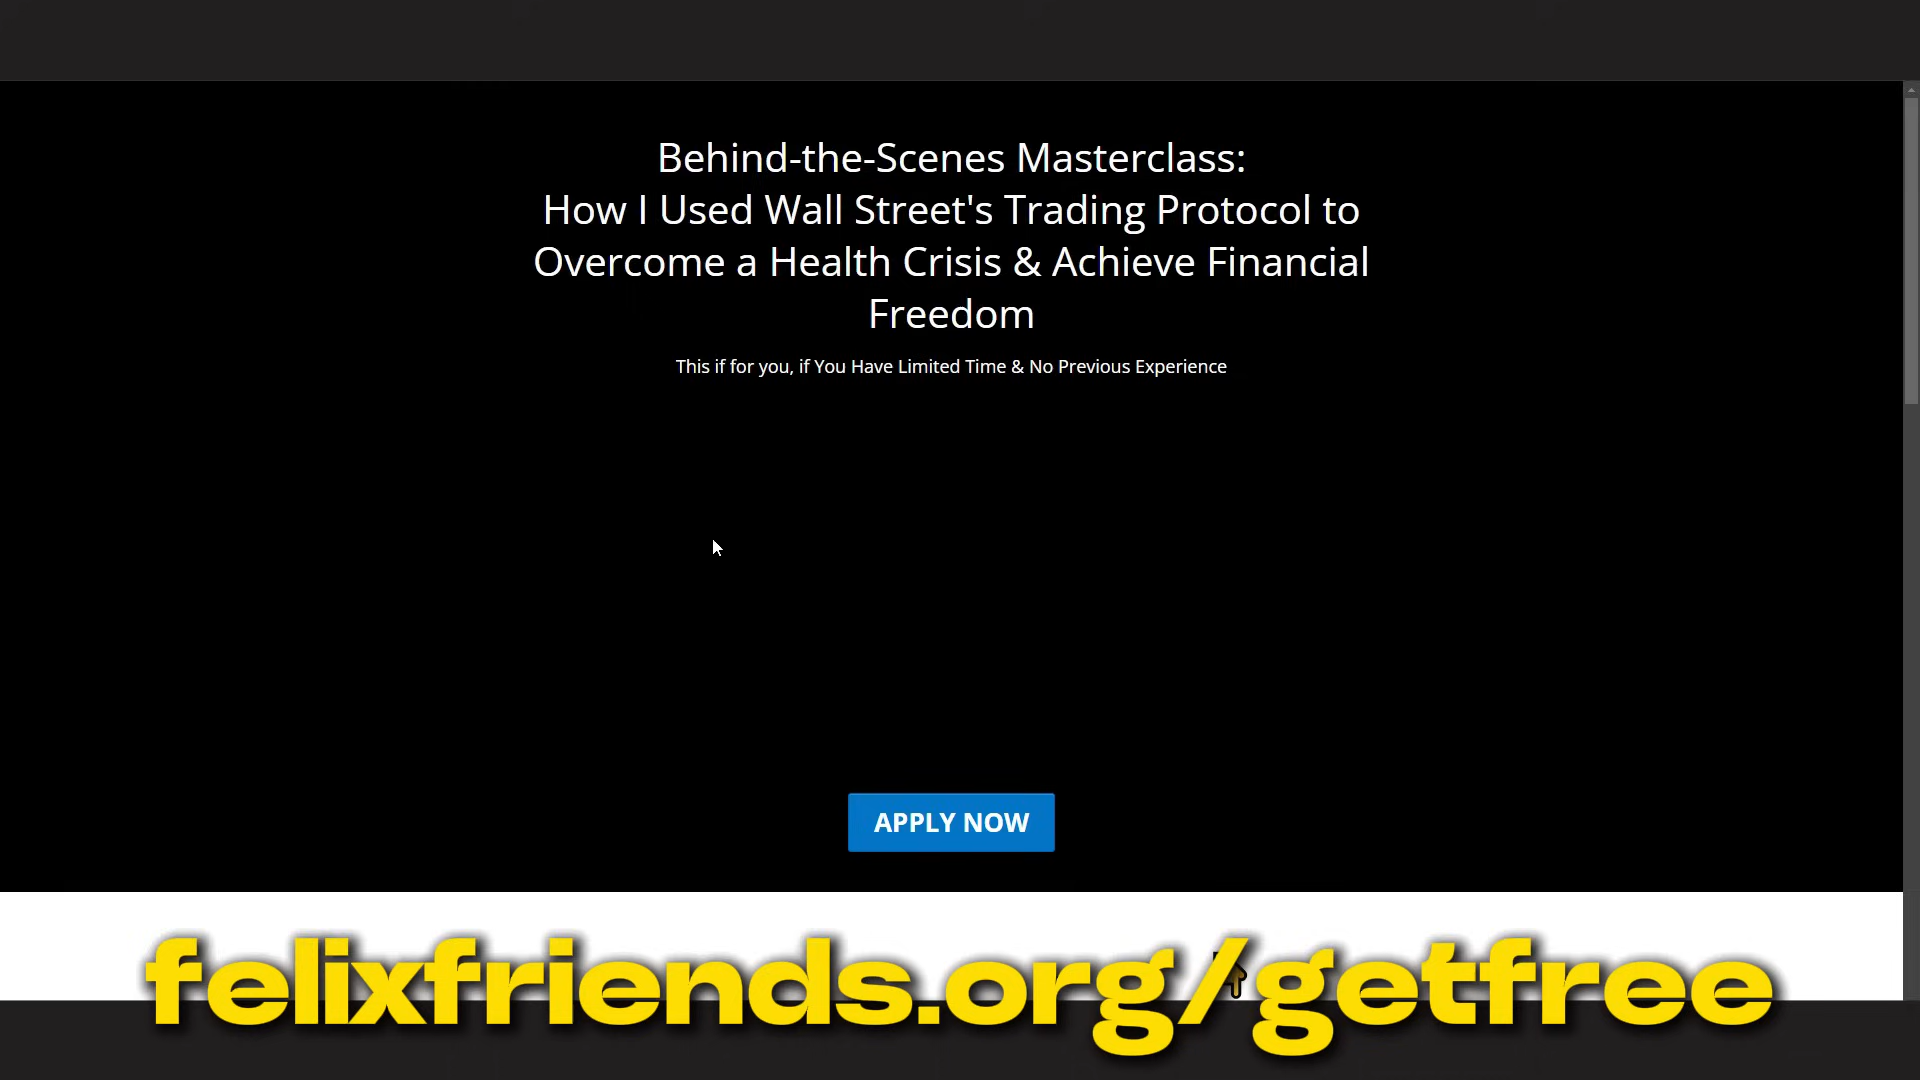 Behind-the-Scenes Masterclass:
How I Used Wall Street's Trading Protocol to
Overcome a Health Crisis & Achieve Financial
Freedom
This if for you, if You Have Limited Time & No Previous Experience
APPLY NOW
felixfriends.org/getfree